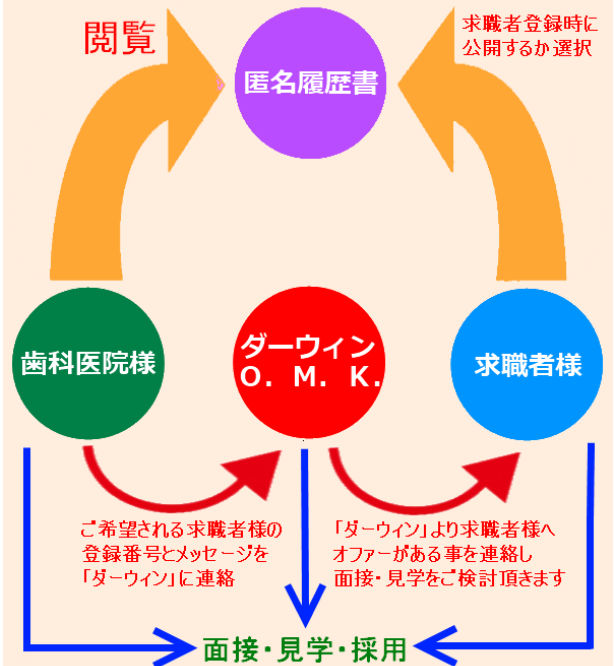 閲覧
求職者登録時に
公開するか選択
匿名履歴書
歯科医院様
ダーウィン
O. M. K.
求職者様
ご希望される求職者様の
登録番号とメッセージを
「ダーウィン」に連絡
「ダーウィン」より求職者様へ
オファーがある事を連絡し
面接・見学をご検討頂きます
面接・見学・採用